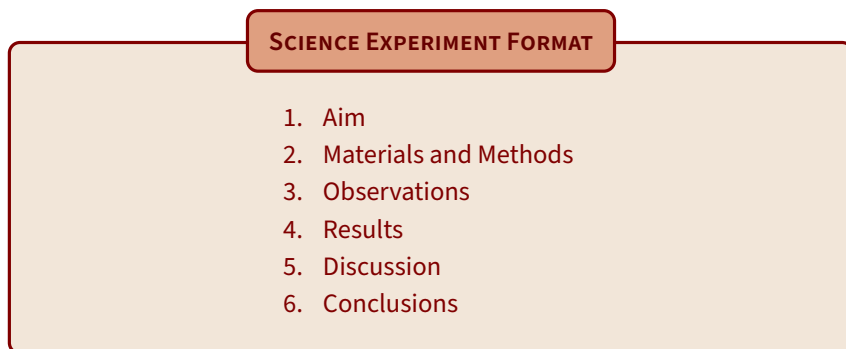 SCIENCE EXPERIMENT FORMAT
1. Aim
2. Materials and Methods
3. Observations
4. Results
5. Discussion
6. Conclusions